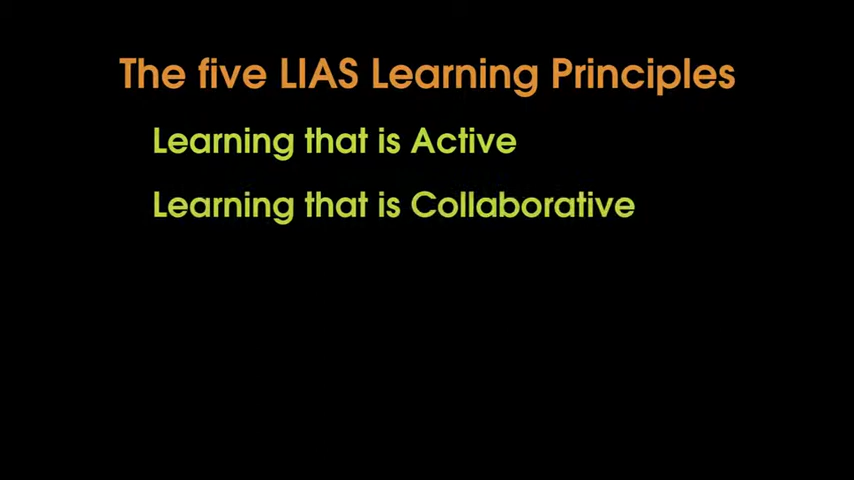 The five LIAS Learning Principles
Learning that is Active
Learning that is Collaborative